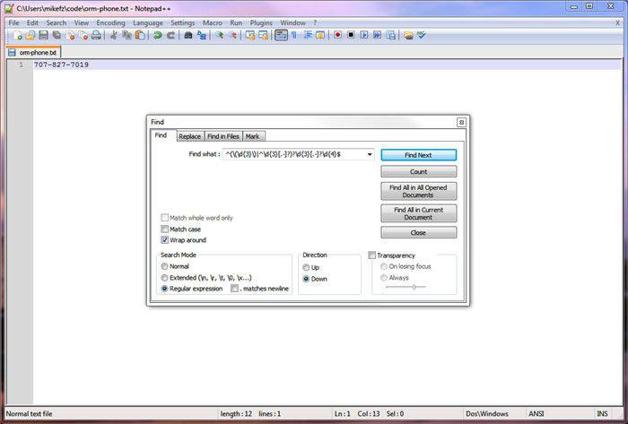 C:\Users\mikefz\code\orm-phone.txt - Notepad++
File Edit Search View Encoding Language Settings Macro Run Plugins Window ? X
orm-phone.txt
1 707-827-7019
Find
Find Replace Find in Files Mark
Find what : ^(\(\d{3}\)|^\d{3}[.-]?)?\d{3}[.-]?\d{4}$
Find Next
Count
Find All in All Opened
Documents
Find All in Current
Document
Close
Match whole word only
Match case
Wrap around
Search Mode
Normal
Extended (\n, \r, \t, \0, \x...)
Regular expression . matches newline
Direction
Up
Down
Transparency
On losing focus
Always
Normal text file length : 12 lines : 1 Ln : 1 Col : 13 Sel : 0 Dos\Windows ANSI INS